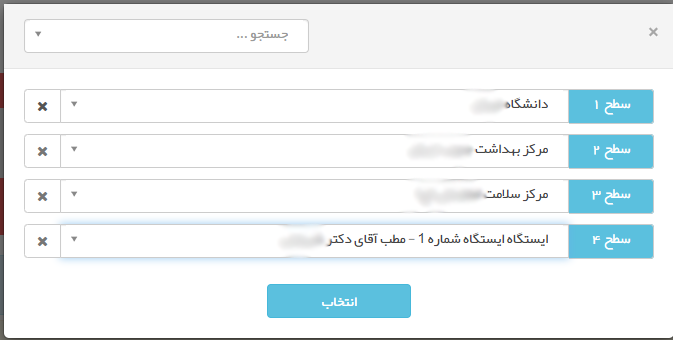 جستجو ...
×
سطح ۱ دانشگاه
سطح ۲ مرکز بهداشت
سطح ۳ مرکز سلامت
سطح ۴ ایستگاه ایستگاه شماره 1 - مطب آقای دکتر
انتخاب